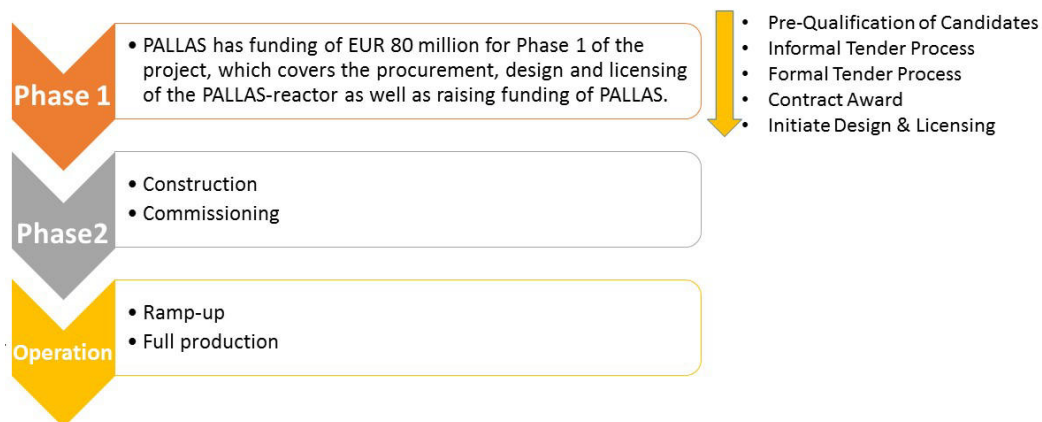 Phase 1
• PALLAS has funding of EUR 80 million for Phase 1 of the
project, which covers the procurement, design and licensing
of the PALLAS-reactor as well as raising funding of PALLAS.
• Pre-Qualification of Candidates
• Informal Tender Process
• Formal Tender Process
• Contract Award
• Initiate Design & Licensing
Phase2
• Construction
• Commissioning
Operation
• Ramp-up
• Full production